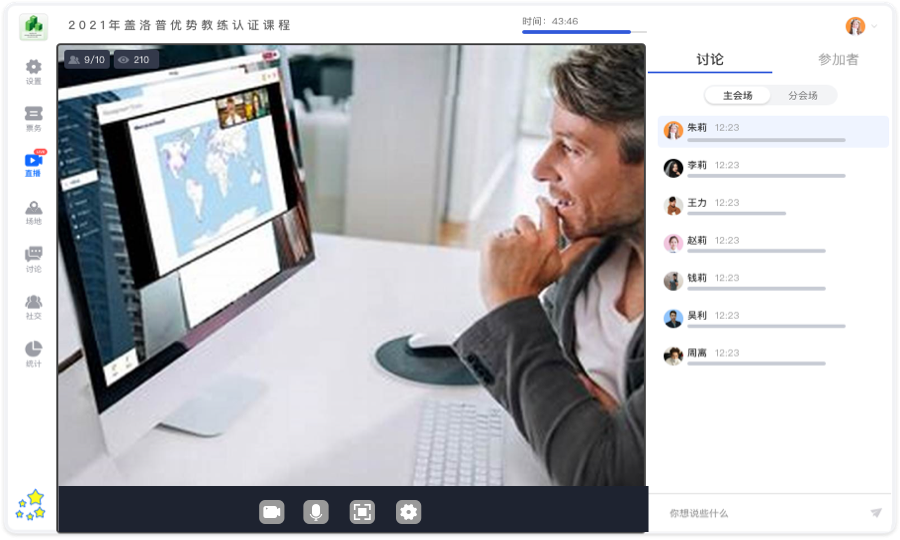 2021年盖洛普优势教练认证课程
时间：43:46
设置
票务
LIVE
直播
场地
讨论
社交
统计
9/10
210
讨论
参加者
主会场
分会场
朱莉 12:23
李莉 12:23
王力 12:23
赵莉 12:23
钱莉 12:23
吴利 12:23
周离 12:23
你想说些什么